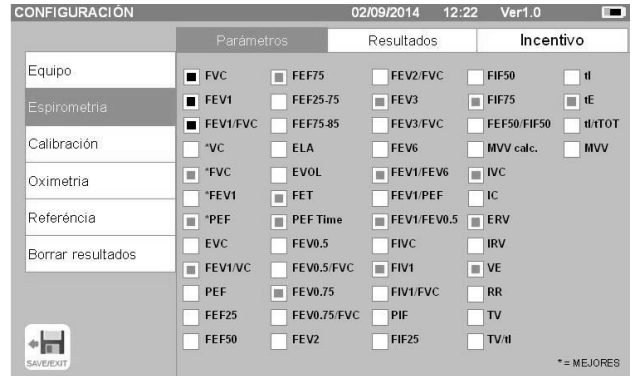 CONFIGURACIÓN 02/09/2014 12:22 Ver1.0
Parámetros Resultados Incentivo
Equipo
Espirometria
Calibración
Oximetria
Referéncia
Borrar resultados
SAVE/EXIT
FVC FEF75 FEV2/FVC FIF50 tl
FEV1 FEF25-75 FEV3 FIF75 tE
FEV1/FVC FEF75-85 FEV3/FVC FEF50/FIF50 tl/tTOT
*VC ELA FEV6 MVV calc. MVV
*FVC EVOL FEV1/FEV6 IVC
*FEV1 FET FEV1/PEF IC
*PEF PEF Time FEV1/FEV0.5 ERV
EVC FEV0.5 FIVC IRV
FEV1/VC FEV0.5/FVC FIV1 VE
PEF FEV0.75 FIV1/FVC RR
FEF25 FEV0.75/FVC PIF TV
FEF50 FEV2 FIF25 TV/tl
* = MEJORES